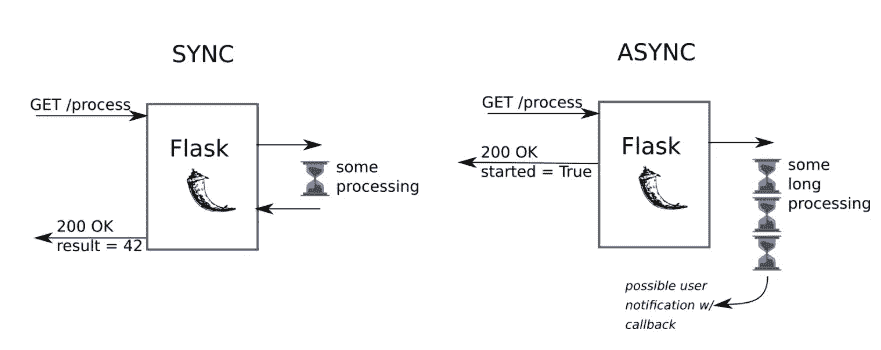 SYNC
GET /process
Flask
some
processing
200 OK
result = 42
ASYNC
GET /process
Flask
200 OK
started = True
some
long
processing
possible user
notification w/
callback